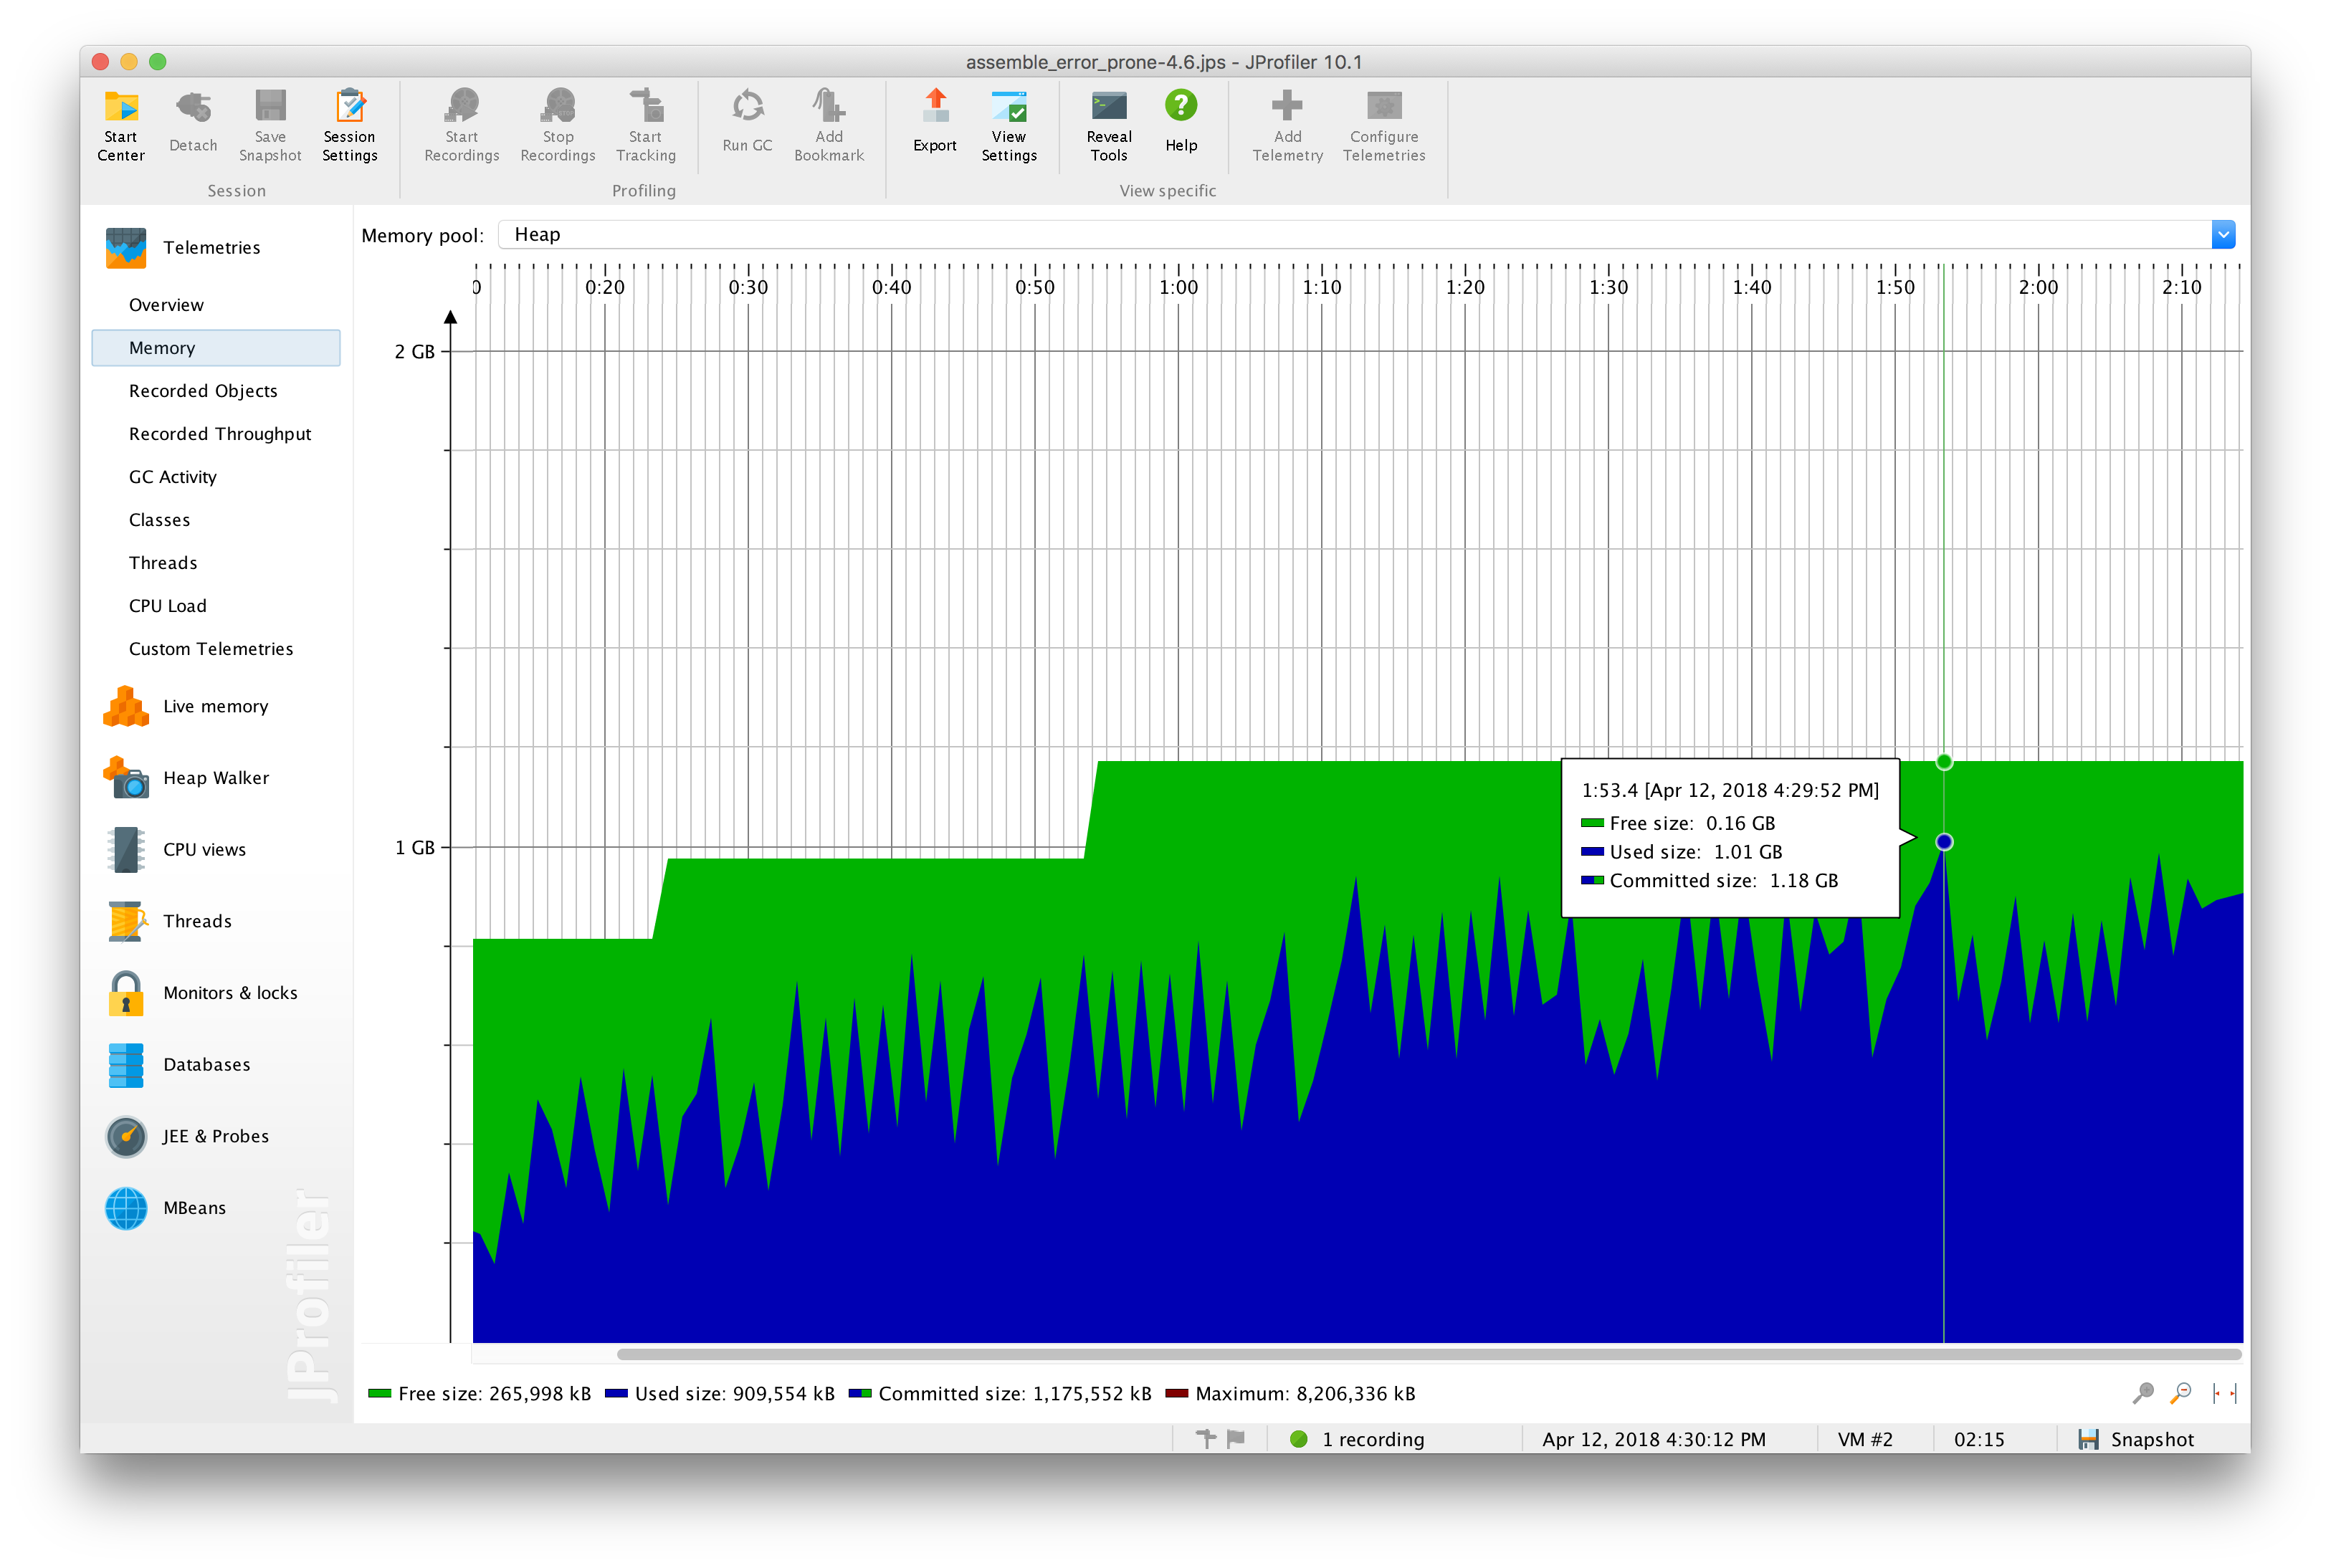 assemble_error_prone-4.6.jps - JProfiler 10.1
Start Center
Detach
Save Snapshot
Session Settings
Start Recordings
Stop Recordings
Start Tracking
Run GC
Add Bookmark
Export
View Settings
Reveal Tools
Help
Add Telemetry
Configure Telemetries
Session
Profiling
View specific
Telemetries
Overview
Memory
Recorded Objects
Recorded Throughput
GC Activity
Classes
Threads
CPU Load
Custom Telemetries
Live memory
Heap Walker
CPU views
Threads
Monitors & locks
Databases
JEE & Probes
MBeans
JProfiler
Memory pool: Heap
0 0:20 0:30 0:40 0:50 1:00 1:10 1:20 1:30 1:40 1:50 2:00 2:10
2 GB
1 GB
1:53.4 [Apr 12, 2018 4:29:52 PM]
Free size: 0.16 GB
Used size: 1.01 GB
Committed size: 1.18 GB
Free size: 265,998 kB Used size: 909,554 kB Committed size: 1,175,552 kB Maximum: 8,206,336 kB
1 recording Apr 12, 2018 4:30:12 PM VM #2 02:15 Snapshot